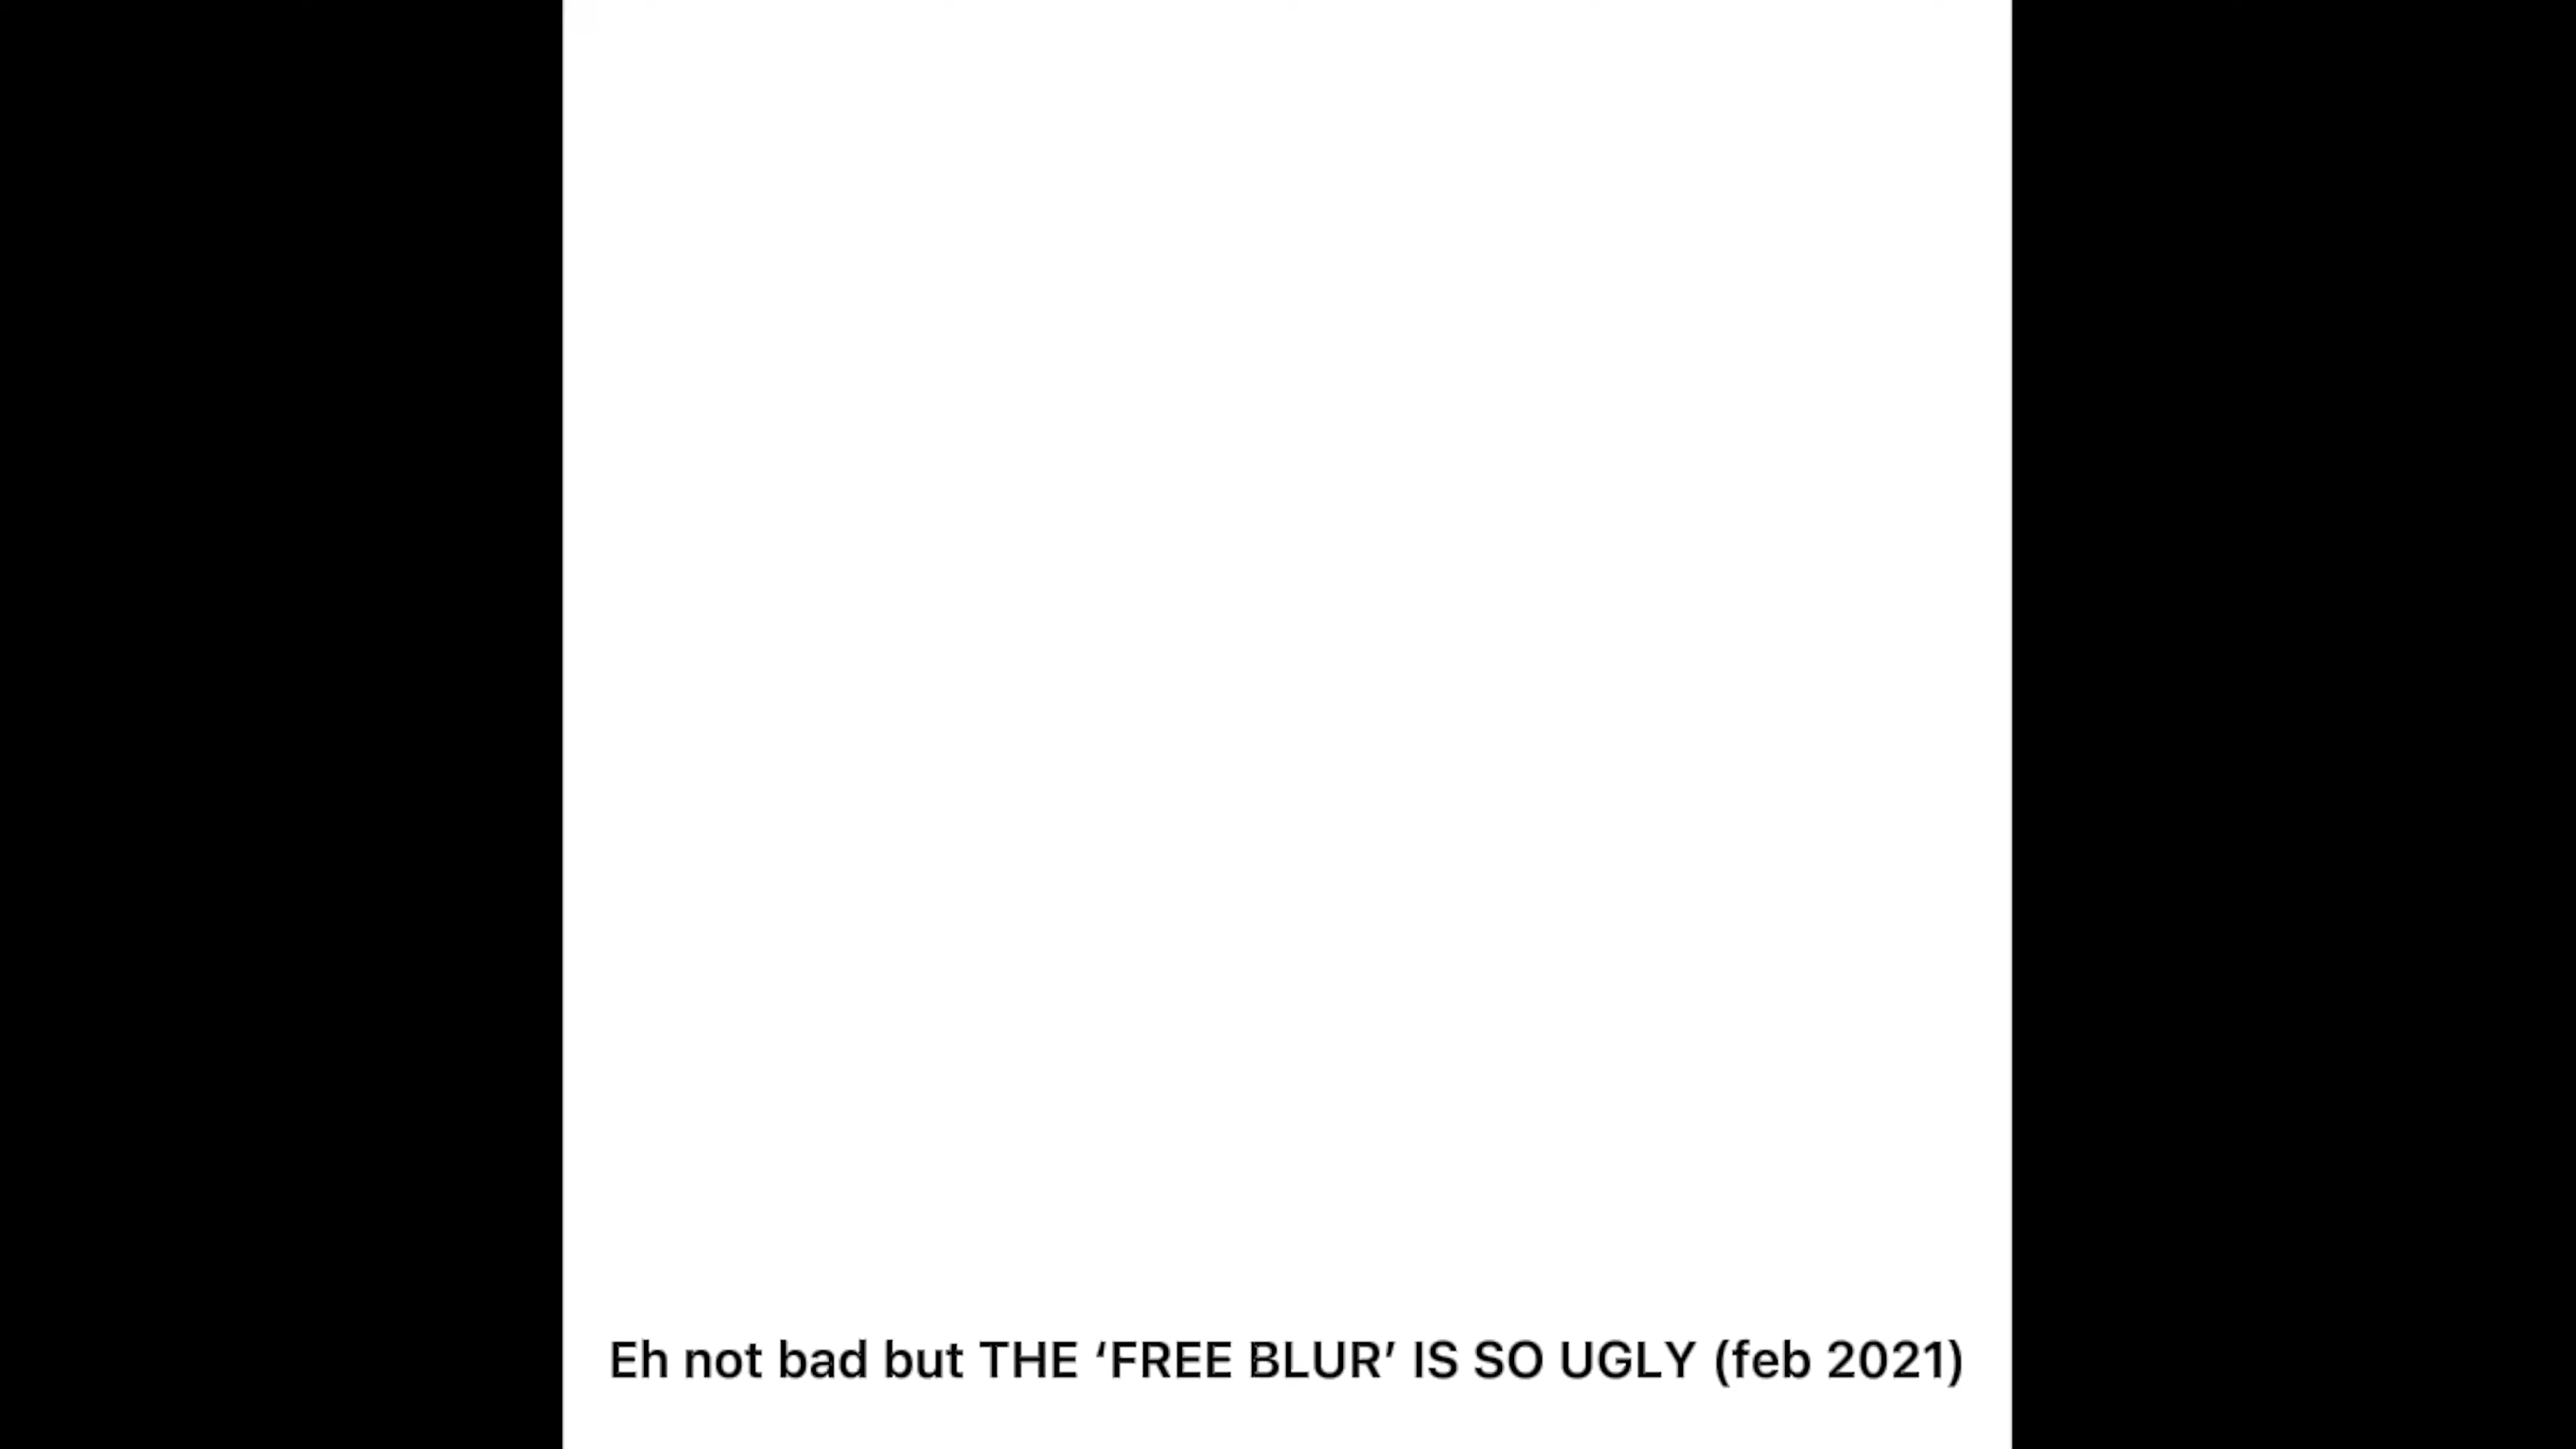 Eh not bad but THE ‘FREE BLUR’ IS SO UGLY (feb 2021)